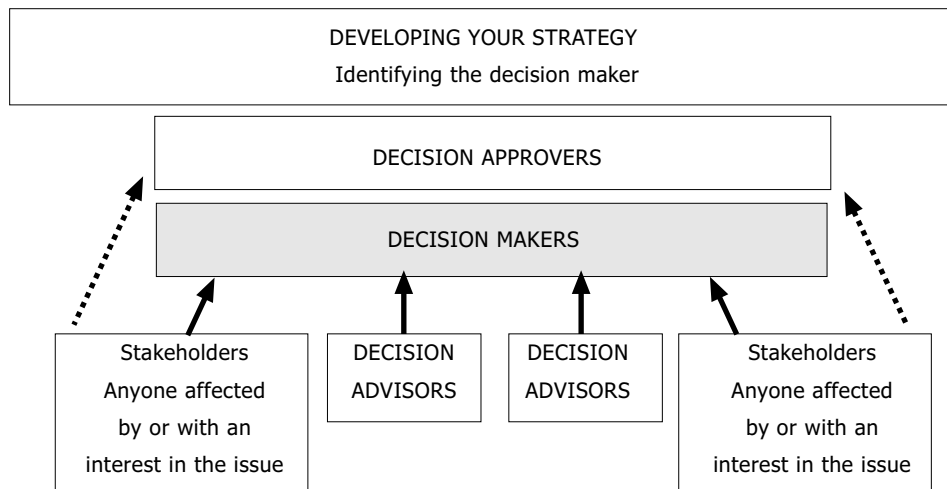 DEVELOPING YOUR STRATEGY
Identifying the decision maker
DECISION APPROVERS
DECISION MAKERS
Stakeholders
Anyone affected
by or with an
interest in the issue
DECISION
ADVISORS
DECISION
ADVISORS
Stakeholders
Anyone affected
by or with an
interest in the issue